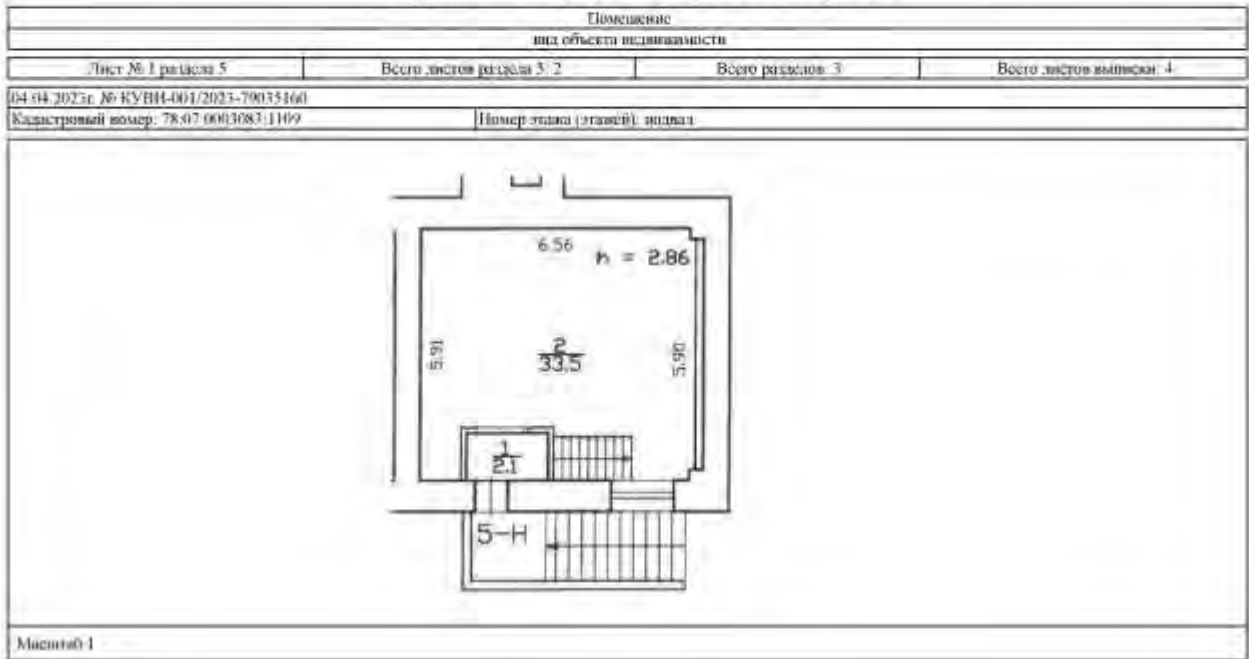 Помещение
вид объекта недвижимости
Лист № 1 раздела 5
Всего листов раздела 5: 2
Всего разделов: 3
Всего листов выписки: 4
04.04.2023г. № КУВИ-001/2023-79035160
Кадастровый номер: 78:07:0003083:1109
Номер этажа (этажей): подвал
6.56
h = 2.86
5.91
2
33.5
5.90
1
2.1
5-Н
Масштаб 1